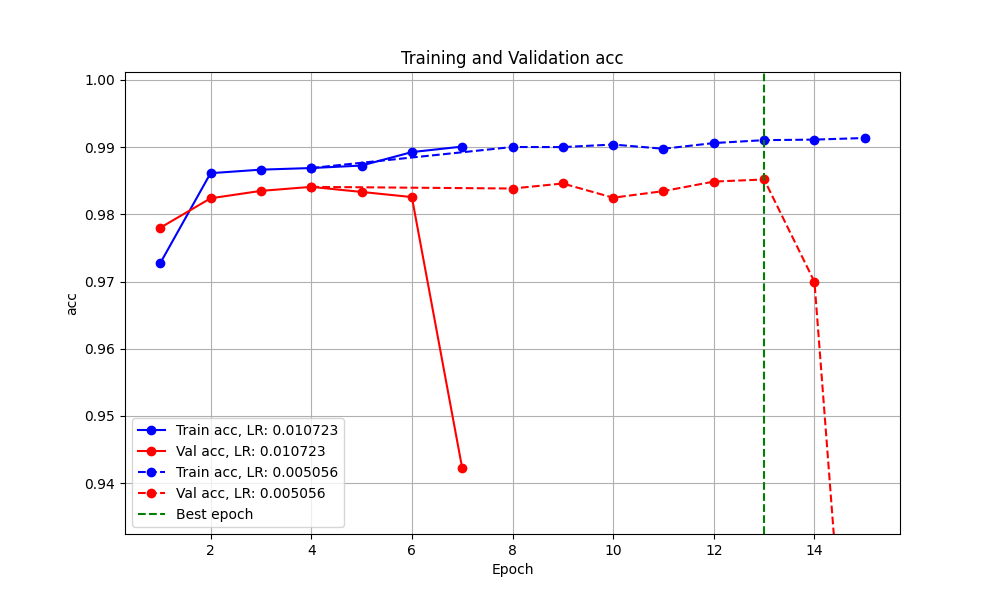 Training and Validation acc
1.00
0.99
0.98
0.97
0.96
0.95
0.94
acc
Train acc, LR: 0.010723
Val acc, LR: 0.010723
Train acc, LR: 0.005056
Val acc, LR: 0.005056
Best epoch
2 4 6 8 10 12 14
Epoch